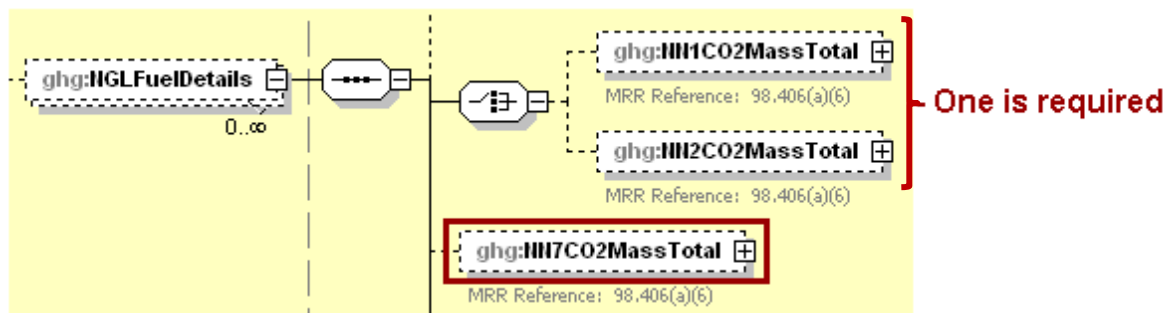 ghg:NN1CO2MassTotal
ghg:NGLFuelDetails
MRR Reference: 98.406(a)(6)
One is required
0..∞
ghg:NN2CO2MassTotal
MRR Reference: 98.406(a)(6)
ghg:NN7CO2MassTotal
MRR Reference: 98.406(a)(6)